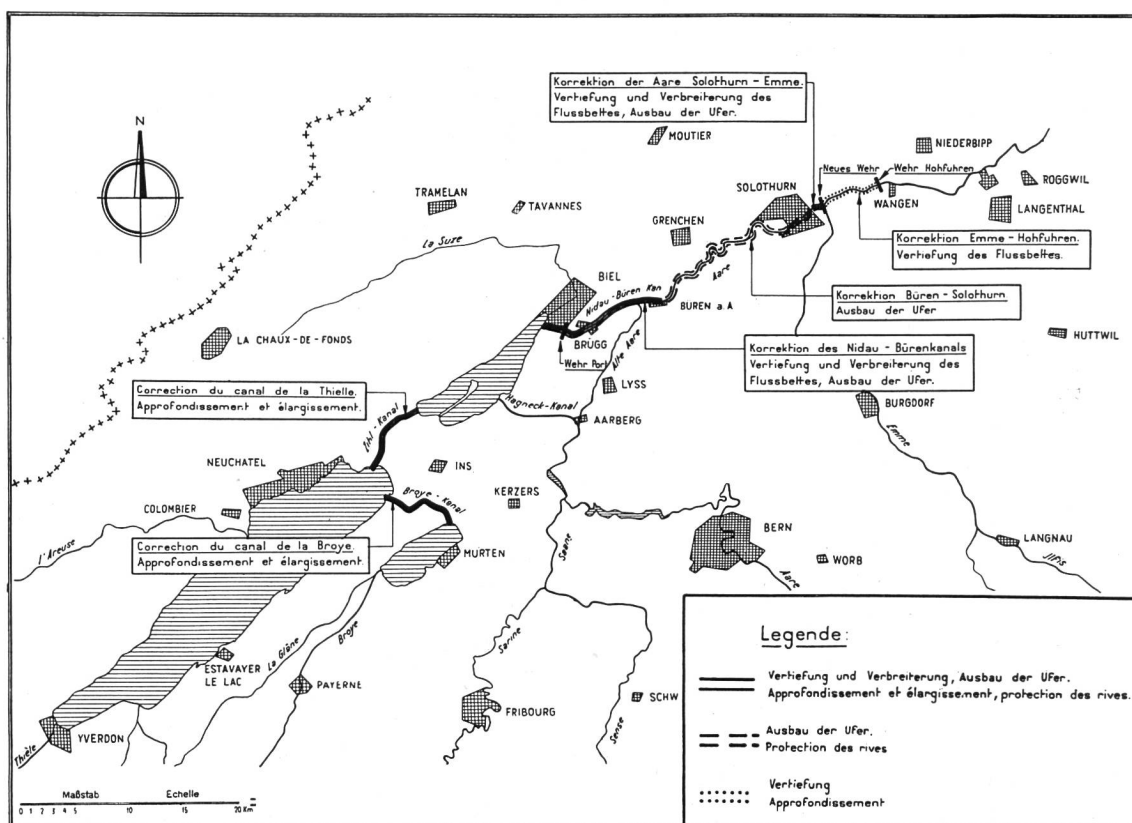 Korrektion der Aare Solothurn - Emme.
Vertiefung und Verbreiterung des
Flussbettes, Ausbau der Ufer.
N
MOUTIER
NIEDERBIPP
Neues Wehr
Wehr Hohfuhren
ROGGWIL
TRAMELAN
TAVANNES
SOLOTHURN
WANGEN
LANGENTHAL
GRENCHEN
La Suze
Korrektion Emme - Hohfuhren.
Vertiefung des Flussbettes.
Aare
BIEL
Nidau-Büren Kan
BÜREN a. A
Korrektion Büren - Solothurn
Ausbau der Ufer
LA CHAUX-DE-FONDS
BRÜGG
Wehr Port
Alte Aare
HUTTWIL
Korrektion des Nidau - Bürenkanals
Vertiefung und Verbreiterung des
Flussbettes, Ausbau der Ufer.
Correction du canal de la Thielle.
Approfondissement et élargissement.
LYSS
Hagneck-Kanal
AARBERG
BURGDORF
Emme
Zihl-Kanal
NEUCHATEL
INS
Broye-Kanal
KERZERS
COLOMBIER
BERN
l'Areuse
Correction du canal de la Broye.
Approfondissement et élargissement.
MURTEN
Saane
WORB
Aare
LANGNAU
Ilfis
ESTAVAYER
LE LAC
La Glâne
Broye
PAYERNE
Sarine
FRIBOURG
Sense
SCHW
YVERDON
Thièle
Legende:
Vertiefung und Verbreiterung, Ausbau der Ufer.
Approfondissement et élargissement, protection des rives.
Ausbau der Ufer.
Protection des rives
Vertiefung
Approfondissement
Maßstab Echelle
0 1 2 3 4 5 10 15 20 Km